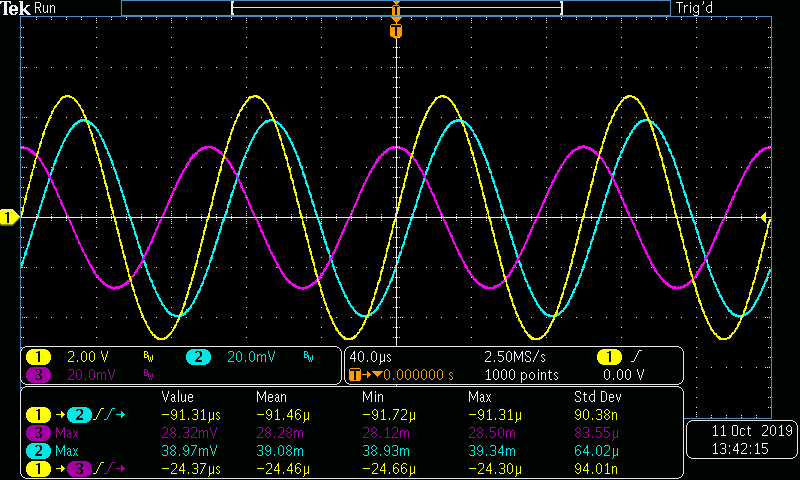 Tek Run T Trig'd
T
1
1 2.00 V BW 2 20.0mV BW
3 20.0mV BW
40.0µs 2.50MS/s 1 /
T→▼0.000000 s 1000 points 0.00 V
Value Mean Min Max Std Dev
1 → 2 ∫∫→ −91.31µs −91.46µ −91.72µ −91.31µ 90.38n
3 Max 28.32mV 28.28m 28.12m 28.50m 83.55µ
2 Max 38.97mV 39.08m 38.93m 39.34m 64.02µ
1 → 3 ∫∫→ −24.37µs −24.46µ −24.66µ −24.30µ 94.01n
11 Oct 2019
13:42:15